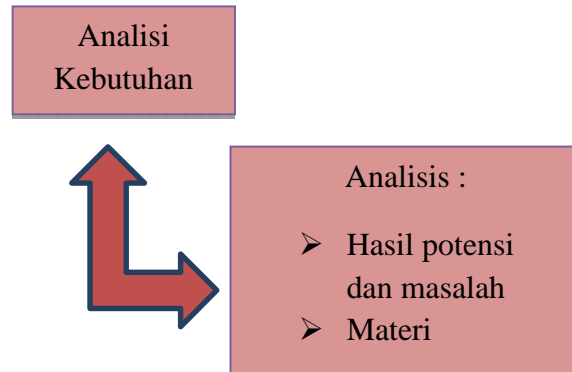 Analisi
Kebutuhan
Analisis :
➢ Hasil potensi
dan masalah
➢ Materi